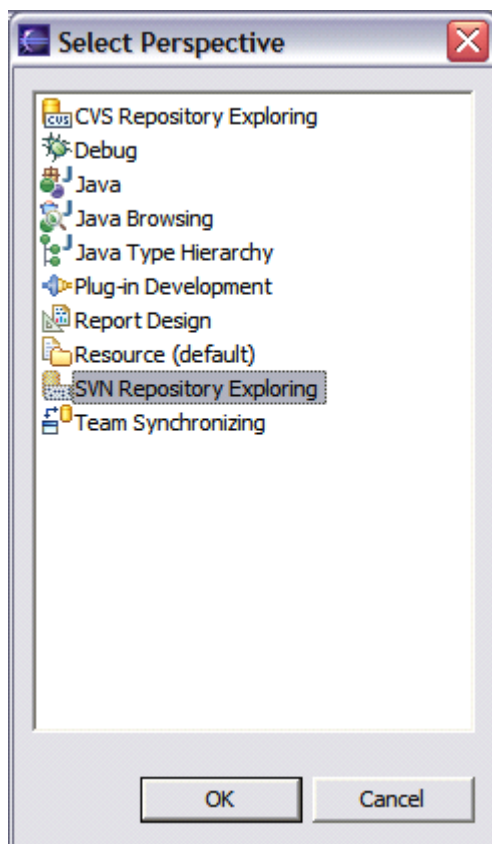 Select Perspective
CVS Repository Exploring
Debug
Java
Java Browsing
Java Type Hierarchy
Plug-in Development
Report Design
Resource (default)
SVN Repository Exploring
Team Synchronizing
OK Cancel